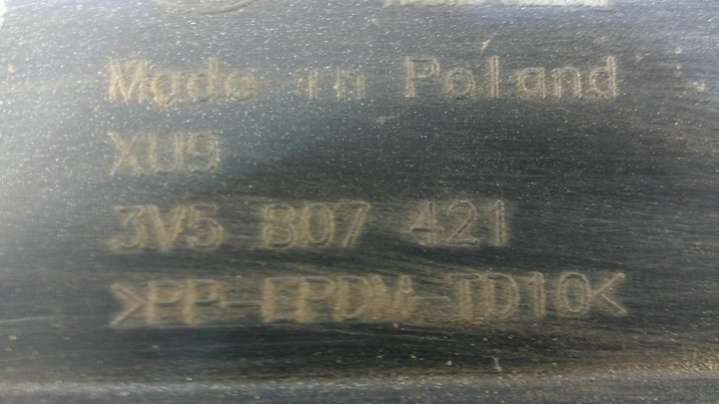 Made in Poland
XU9
3V5 807 421
>PP-EPDM-TD10<